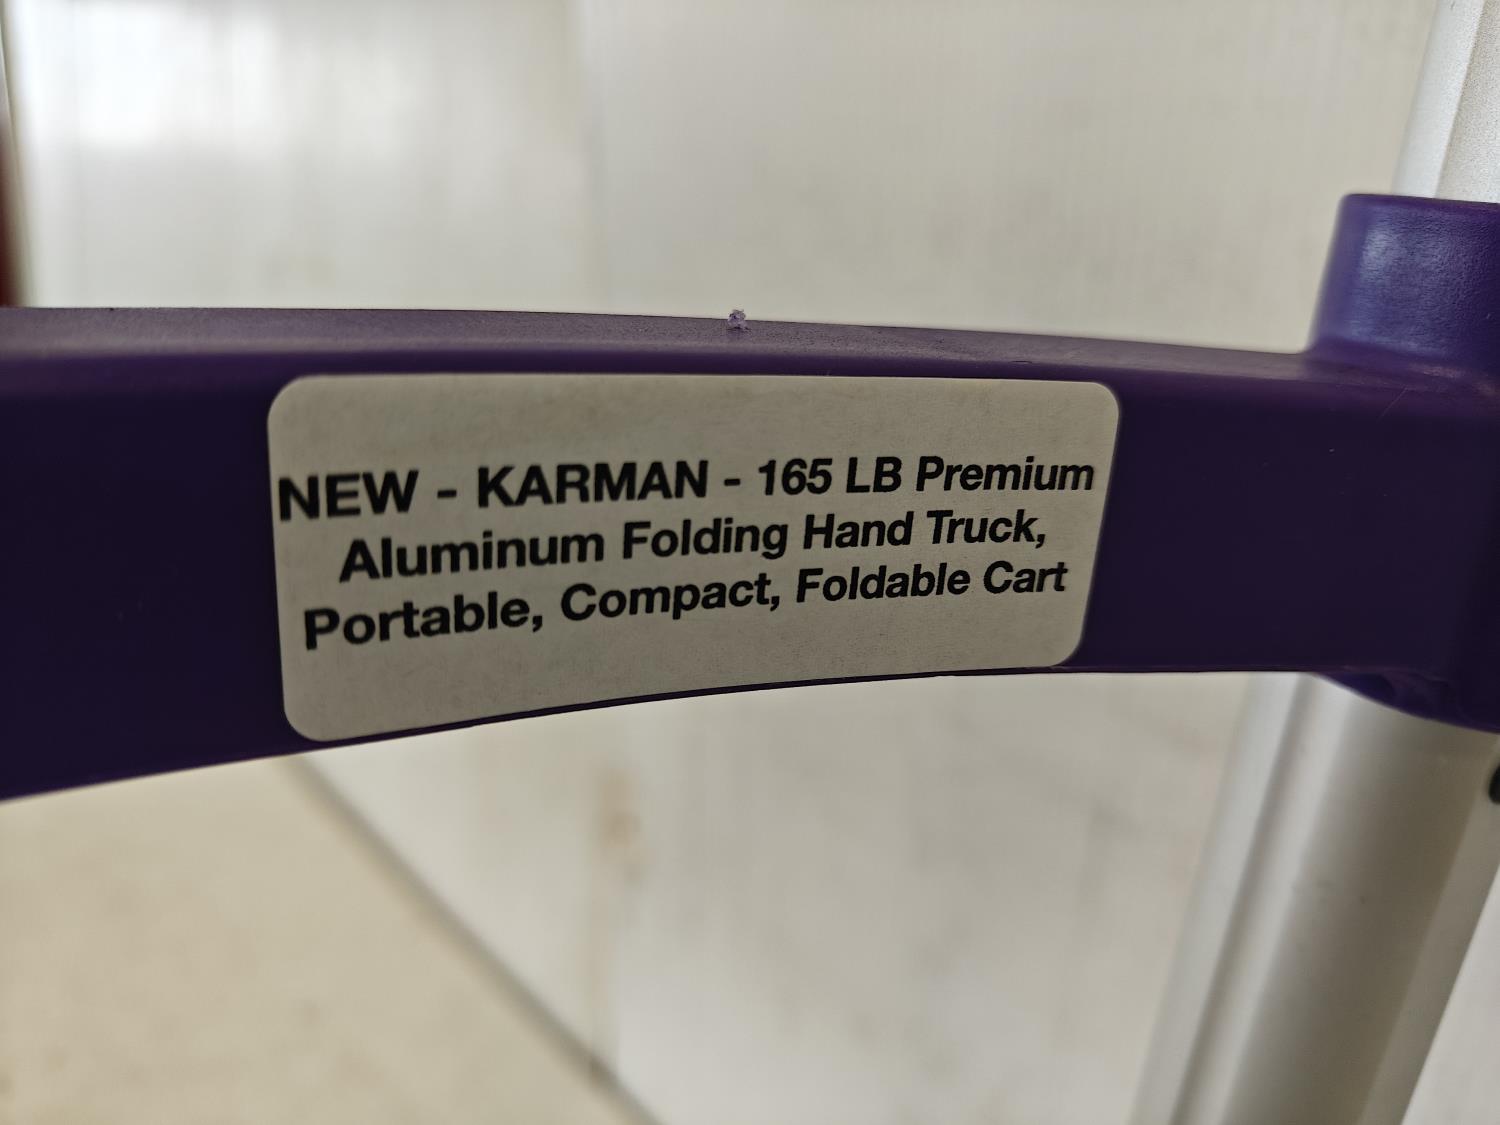 NEW - KARMAN - 165 LB Premium
Aluminum Folding Hand Truck,
Portable, Compact, Foldable Cart